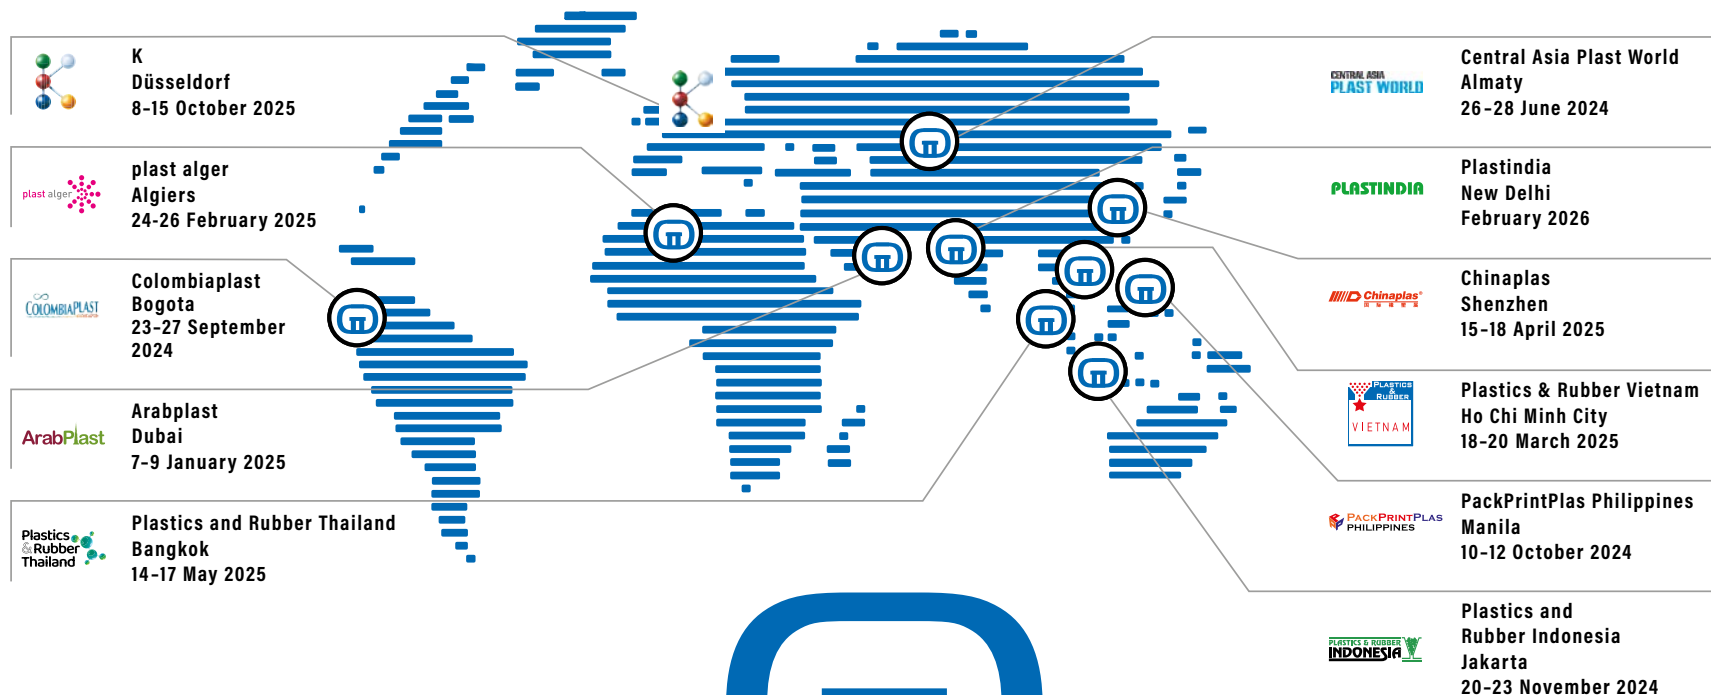 K
Düsseldorf
8–15 October 2025
plast alger
plast alger
Algiers
24–26 February 2025
COLOMBIAPLAST
Colombiaplast
Bogota
23–27 September
2024
ArabPlast
Arabplast
Dubai
7–9 January 2025
Plastics
&Rubber
Thailand
Plastics and Rubber Thailand
Bangkok
14–17 May 2025
CENTRAL ASIA
PLAST WORLD
Central Asia Plast World
Almaty
26–28 June 2024
PLASTINDIA
Plastindia
New Delhi
February 2026
Chinaplas®
Chinaplas
Shenzhen
15–18 April 2025
PLASTICS
&
RUBBER
VIETNAM
Plastics & Rubber Vietnam
Ho Chi Minh City
18–20 March 2025
PACKPRINTPLAS
PHILIPPINES
PackPrintPlas Philippines
Manila
10–12 October 2024
PLASTICS & RUBBER
INDONESIA
Plastics and
Rubber Indonesia
Jakarta
20–23 November 2024